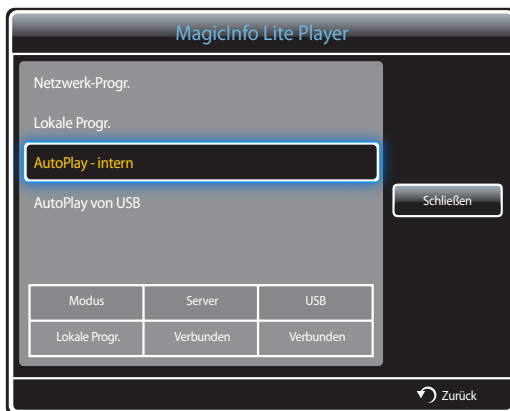 MagicInfo Lite Player
Netzwerk-Progr.
Lokale Progr.
AutoPlay - intern
AutoPlay von USB
Schließen
Modus Server USB
Lokale Progr. Verbunden Verbunden
Zurück